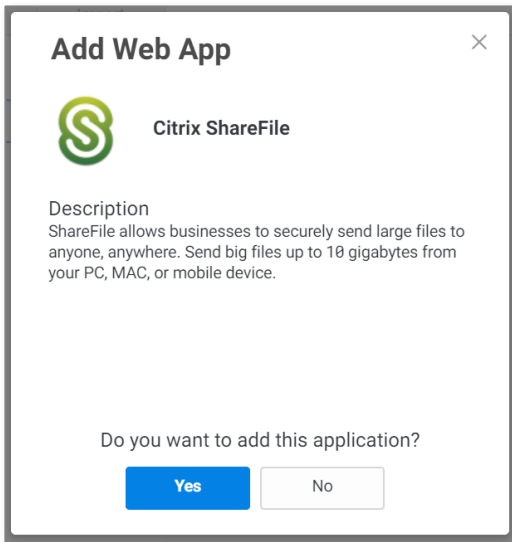 Add Web App
Citrix ShareFile
Description
ShareFile allows businesses to securely send large files to
anyone, anywhere. Send big files up to 10 gigabytes from
your PC, MAC, or mobile device.
Do you want to add this application?
Yes
No